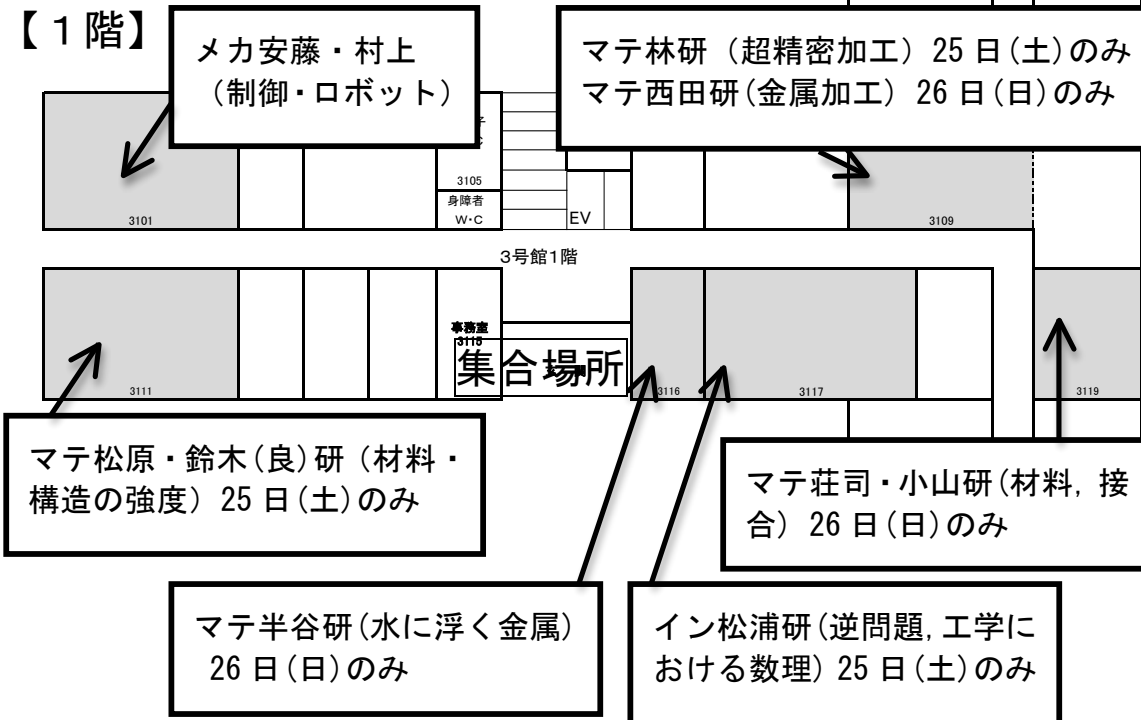 【１階】
メカ安藤・村上
（制御・ロボット）
マテ林研（超精密加工）25日(土)のみ
マテ西田研(金属加工) 26日(日)のみ
3105
身障者
W・C
EV
3101
3109
3号館1階
事務室
3115
集合場所
3111
3116
3117
3119
マテ松原・鈴木(良)研（材料・
構造の強度）25日(土)のみ
マテ荘司・小山研(材料, 接
合) 26日(日)のみ
マテ半谷研(水に浮く金属)
26日(日)のみ
イン松浦研(逆問題, 工学に
おける数理) 25日(土)のみ